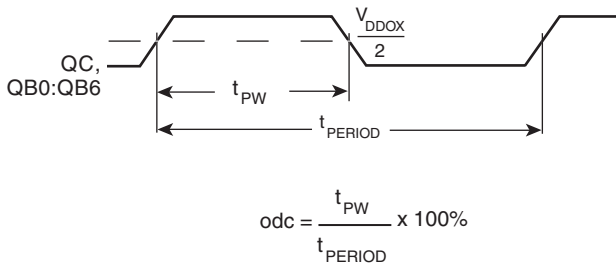 V_DDOX
2
QC,
QB0:QB6
t_PW
t_PERIOD
odc = t_PW / t_PERIOD x 100%